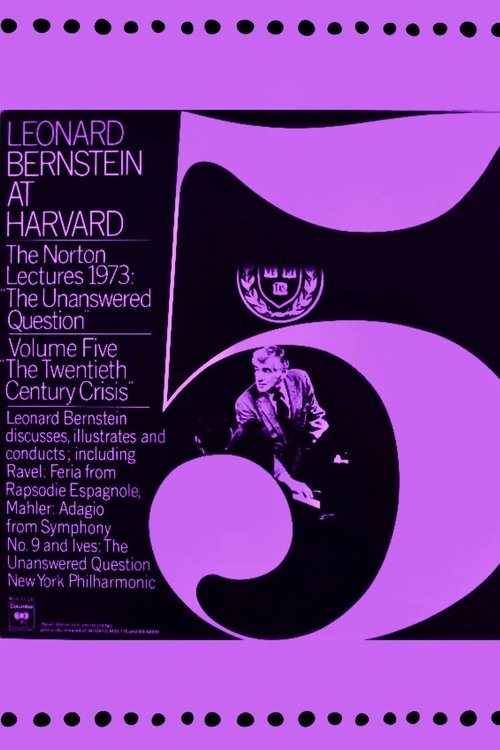 LEONARD
BERNSTEIN
AT
HARVARD
The Norton
Lectures 1973:
"The Unanswered
Question"
Volume Five
"The Twentieth
Century Crisis"
Leonard Bernstein
discusses, illustrates and
conducts; including
Ravel: Feria from
Rapsodie Espagnole,
Mahler: Adagio
from Symphony
No. 9 and Ives: The
Unanswered Question
New York Philharmonic
5
Columbia